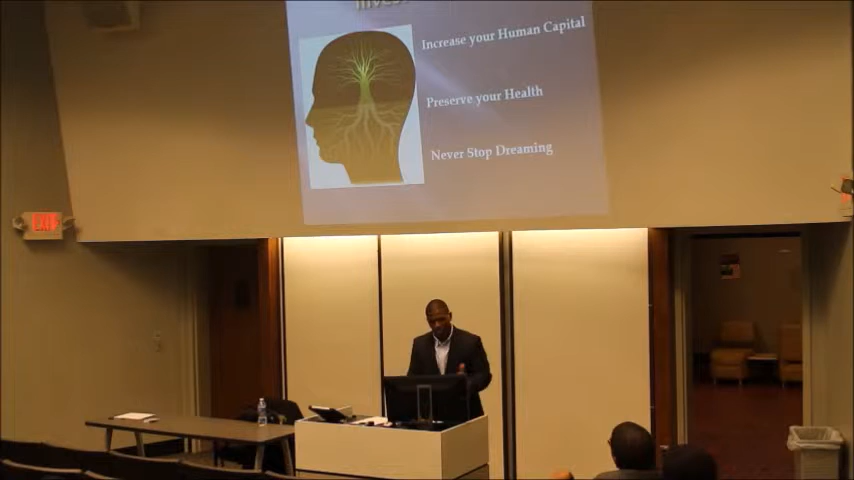 Increase your Human Capital
Preserve your Health
Never Stop Dreaming
EXIT